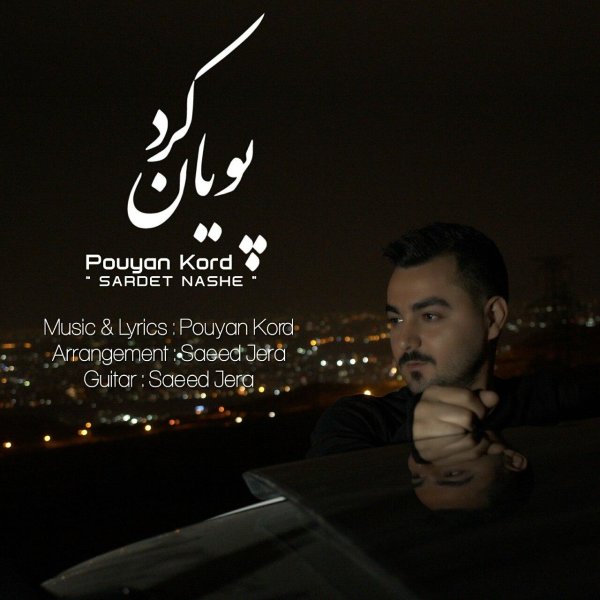 پویان کرد
Pouyan Kord
" SARDET NASHE "
Music & Lyrics : Pouyan Kord
Arrangement : Saeed Jera
Guitar : Saeed Jera